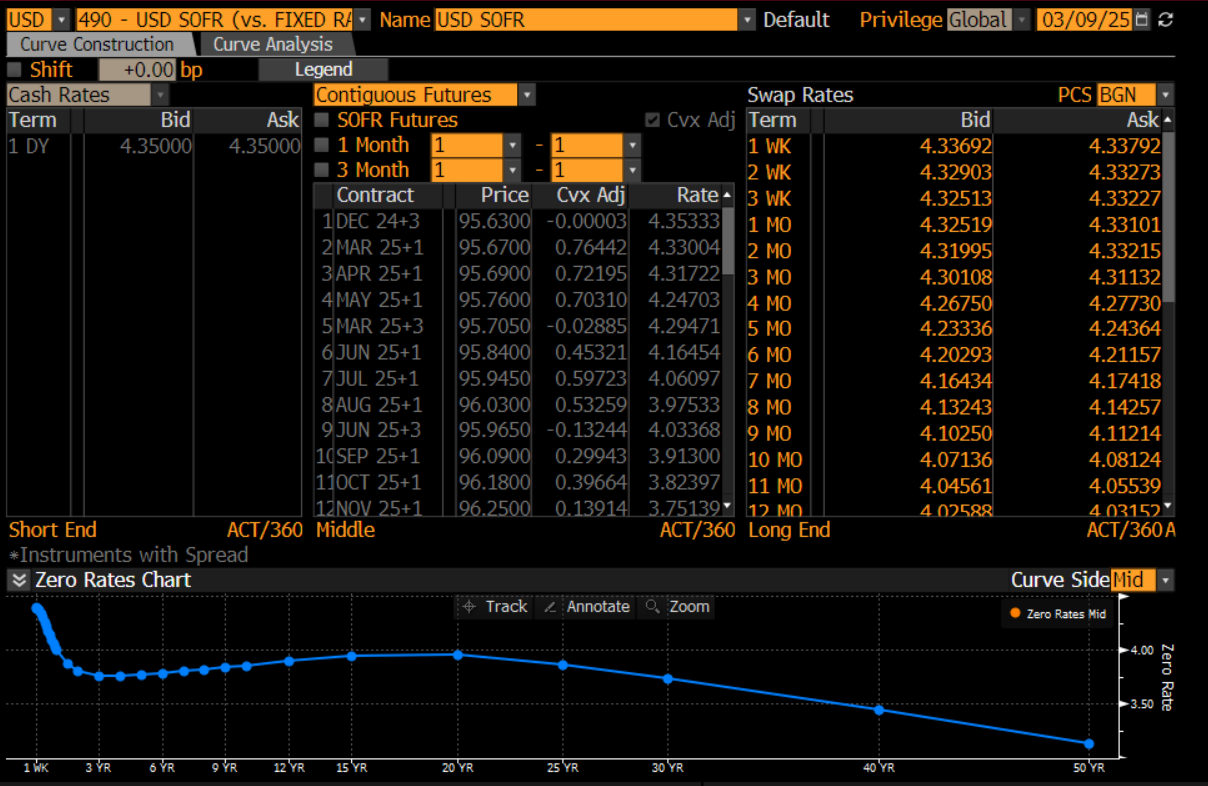 USD 490 - USD SOFR (vs. FIXED RA Name USD SOFR Default Privilege Global 03/09/25
Curve Construction Curve Analysis
Shift +0.00 bp Legend
Cash Rates
Term Bid Ask
1 DY 4.35000 4.35000
Short End ACT/360
Contiguous Futures
SOFR Futures Cvx Adj
1 Month 1 - 1
3 Month 1 - 1
Contract Price Cvx Adj Rate
1 DEC 24+3 95.6300 -0.00003 4.35333
2 MAR 25+1 95.6700 0.76442 4.33004
3 APR 25+1 95.6900 0.72195 4.31722
4 MAY 25+1 95.7600 0.70310 4.24703
5 MAR 25+3 95.7050 -0.02885 4.29471
6 JUN 25+1 95.8400 0.45321 4.16454
7 JUL 25+1 95.9450 0.59723 4.06097
8 AUG 25+1 96.0300 0.53259 3.97533
9 JUN 25+3 95.9650 -0.13244 4.03368
10 SEP 25+1 96.0900 0.29943 3.91300
11 OCT 25+1 96.1800 0.39664 3.82397
12 NOV 25+1 96.2500 0.13914 3.75139
Middle ACT/360
Swap Rates PCS BGN
Term Bid Ask
1 WK 4.33692 4.33792
2 WK 4.32903 4.33273
3 WK 4.32513 4.33227
1 MO 4.32519 4.33101
2 MO 4.31995 4.33215
3 MO 4.30108 4.31132
4 MO 4.26750 4.27730
5 MO 4.23336 4.24364
6 MO 4.20293 4.21157
7 MO 4.16434 4.17418
8 MO 4.13243 4.14257
9 MO 4.10250 4.11214
10 MO 4.07136 4.08124
11 MO 4.04561 4.05539
12 MO 4.02588 4.03152
Long End ACT/360 A
*Instruments with Spread
Zero Rates Chart Curve Side Mid
Track Annotate Zoom
Zero Rates Mid
4.00
3.50
Zero Rate
1 WK 3 YR 6 YR 9 YR 12 YR 15 YR 20 YR 25 YR 30 YR 40 YR 50 YR